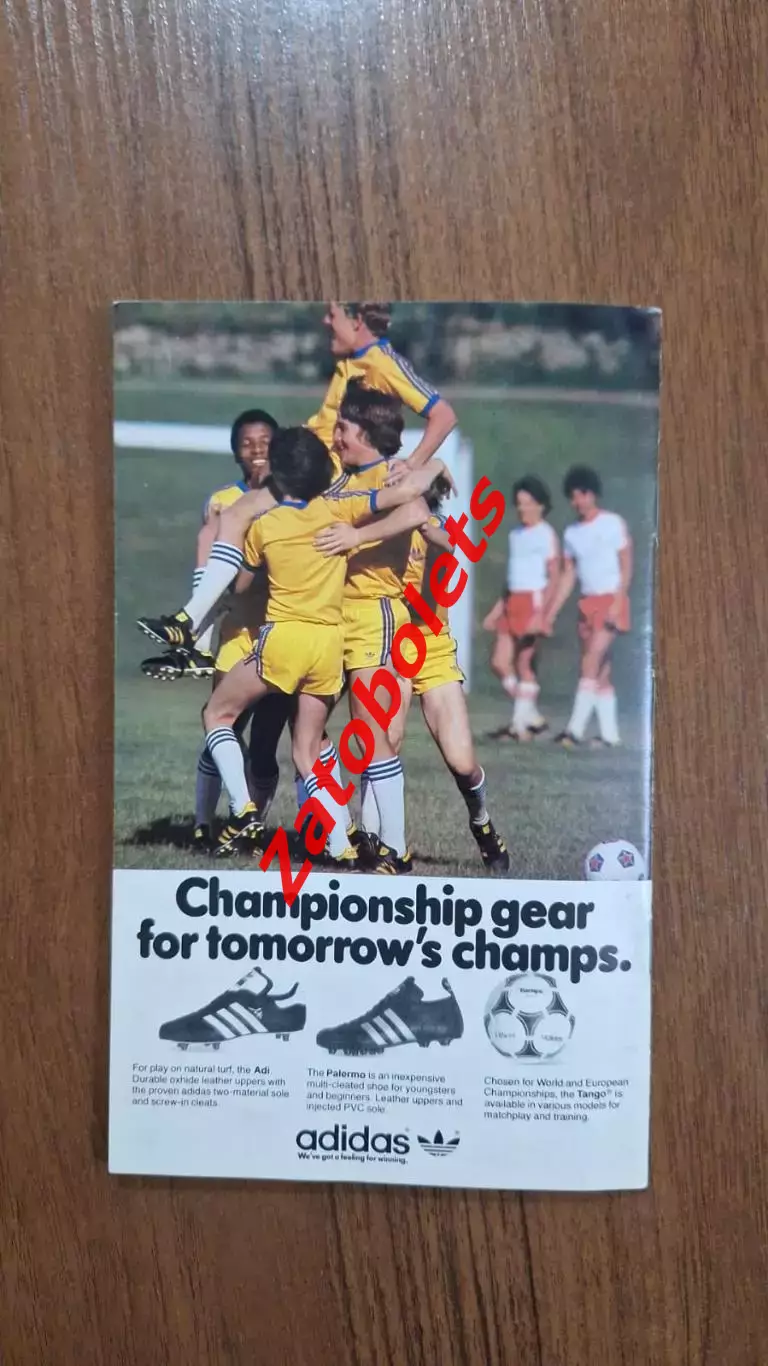 Zatobolets
Championship gear
for tomorrow's champs.
For play on natural turf, the Adi.
Durable oxhide leather uppers with
the proven adidas two-material sole
and screw-in cleats.
The Palermo is an inexpensive
multi-cleated shoe for youngsters
and beginners. Leather uppers and
injected PVC sole.
Tango
Chosen for World and European
Championships, the Tango® is
available in various models for
matchplay and training.
adidas
We've got a feeling for winning.